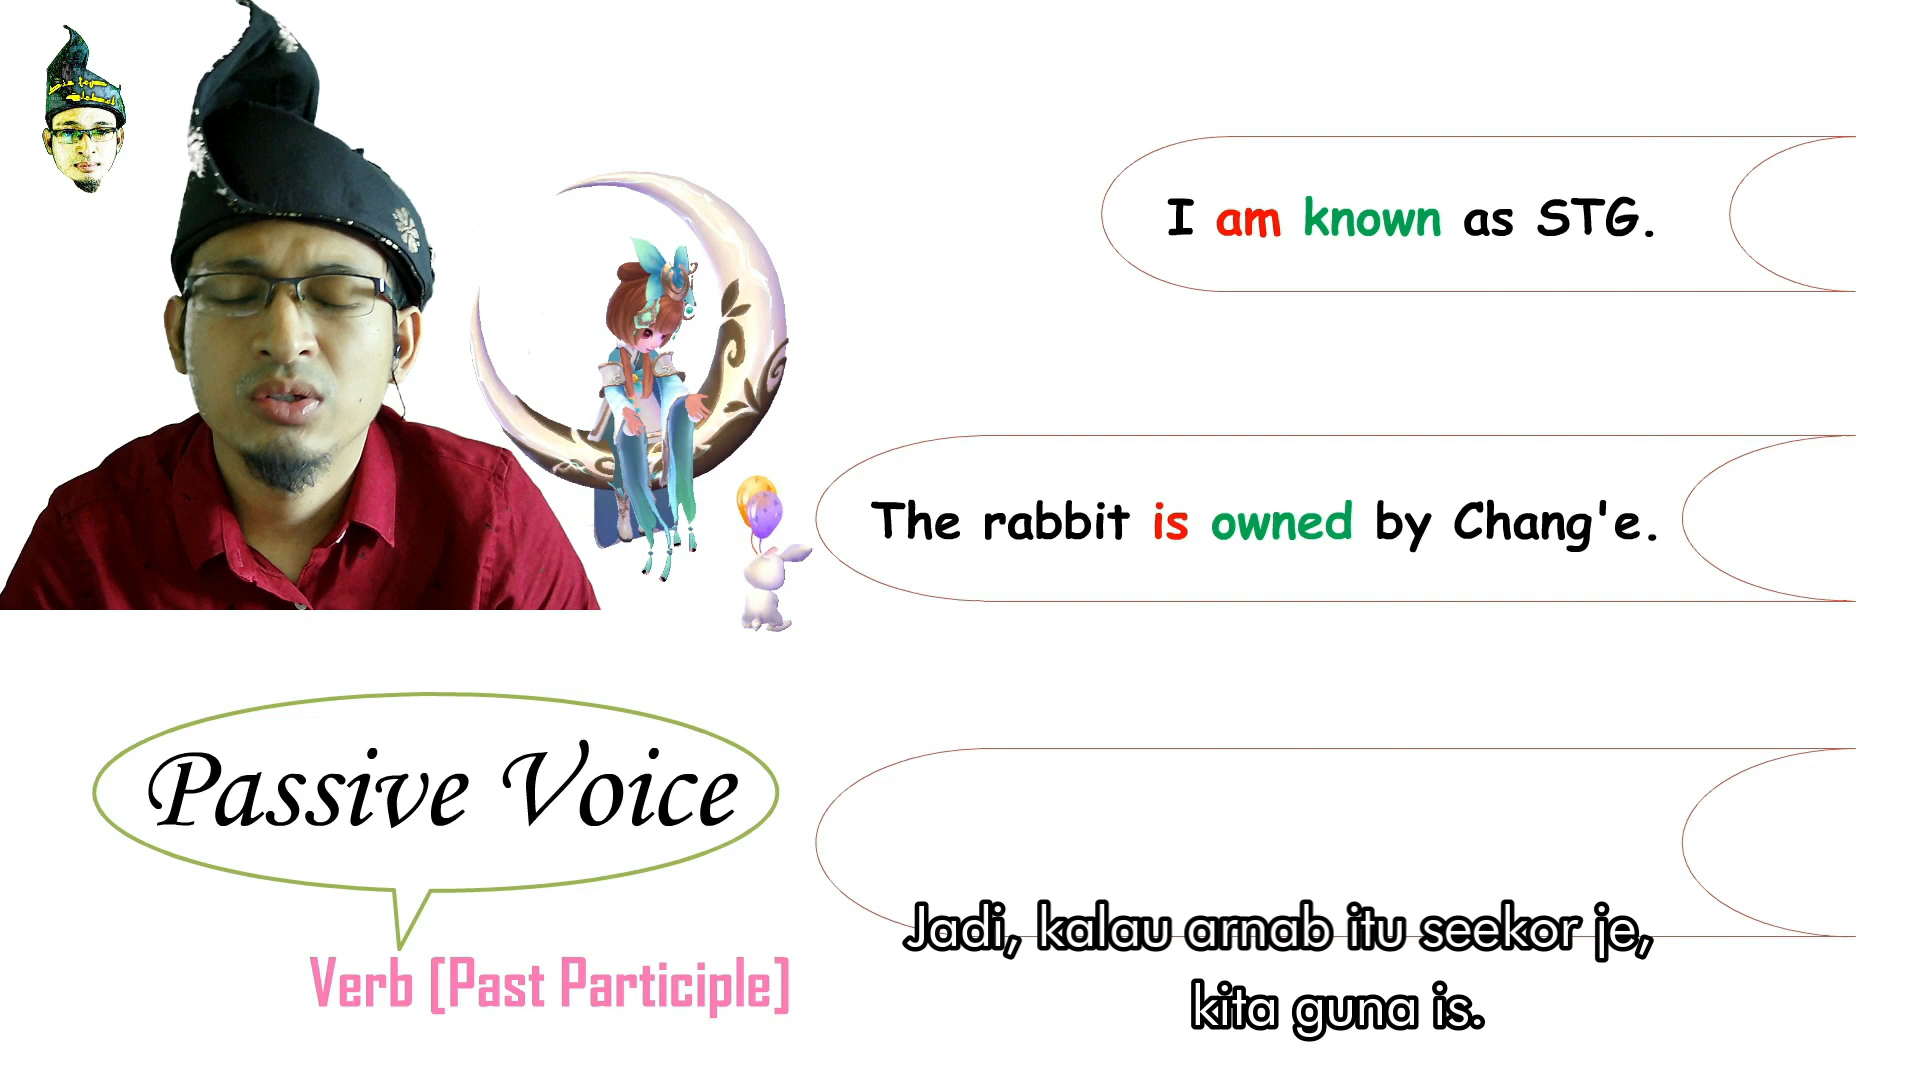 I am known as STG.
The rabbit is owned by Chang'e.
Passive Voice
Verb [Past Participle]
Jadi, kalau arnab itu seekor je,
kita guna is.